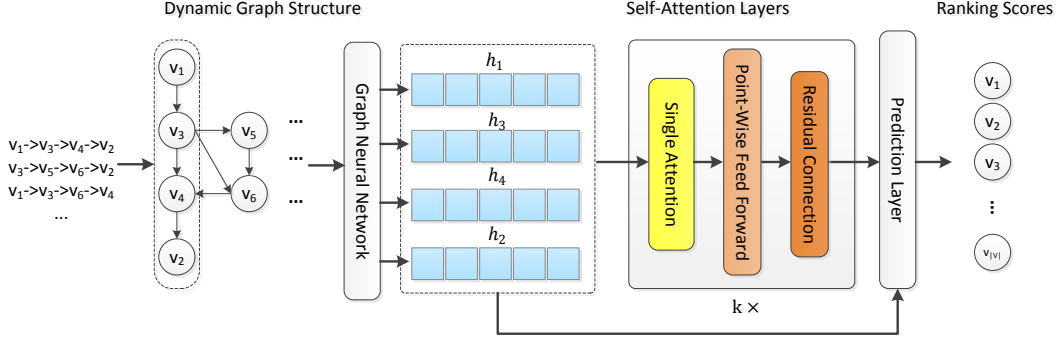 Dynamic Graph Structure
Self-Attention Layers
Ranking Scores
v1->v3->v4->v2
v3->v5->v6->v2
v1->v3->v6->v4
...
v1
v3
v4
v2
v5
v6
...
...
...
Graph Neural Network
h1
h3
h4
h2
Single Attention
Point-Wise Feed Forward
Residual Connection
k ×
Prediction Layer
v1
v2
v3
...
v|v|